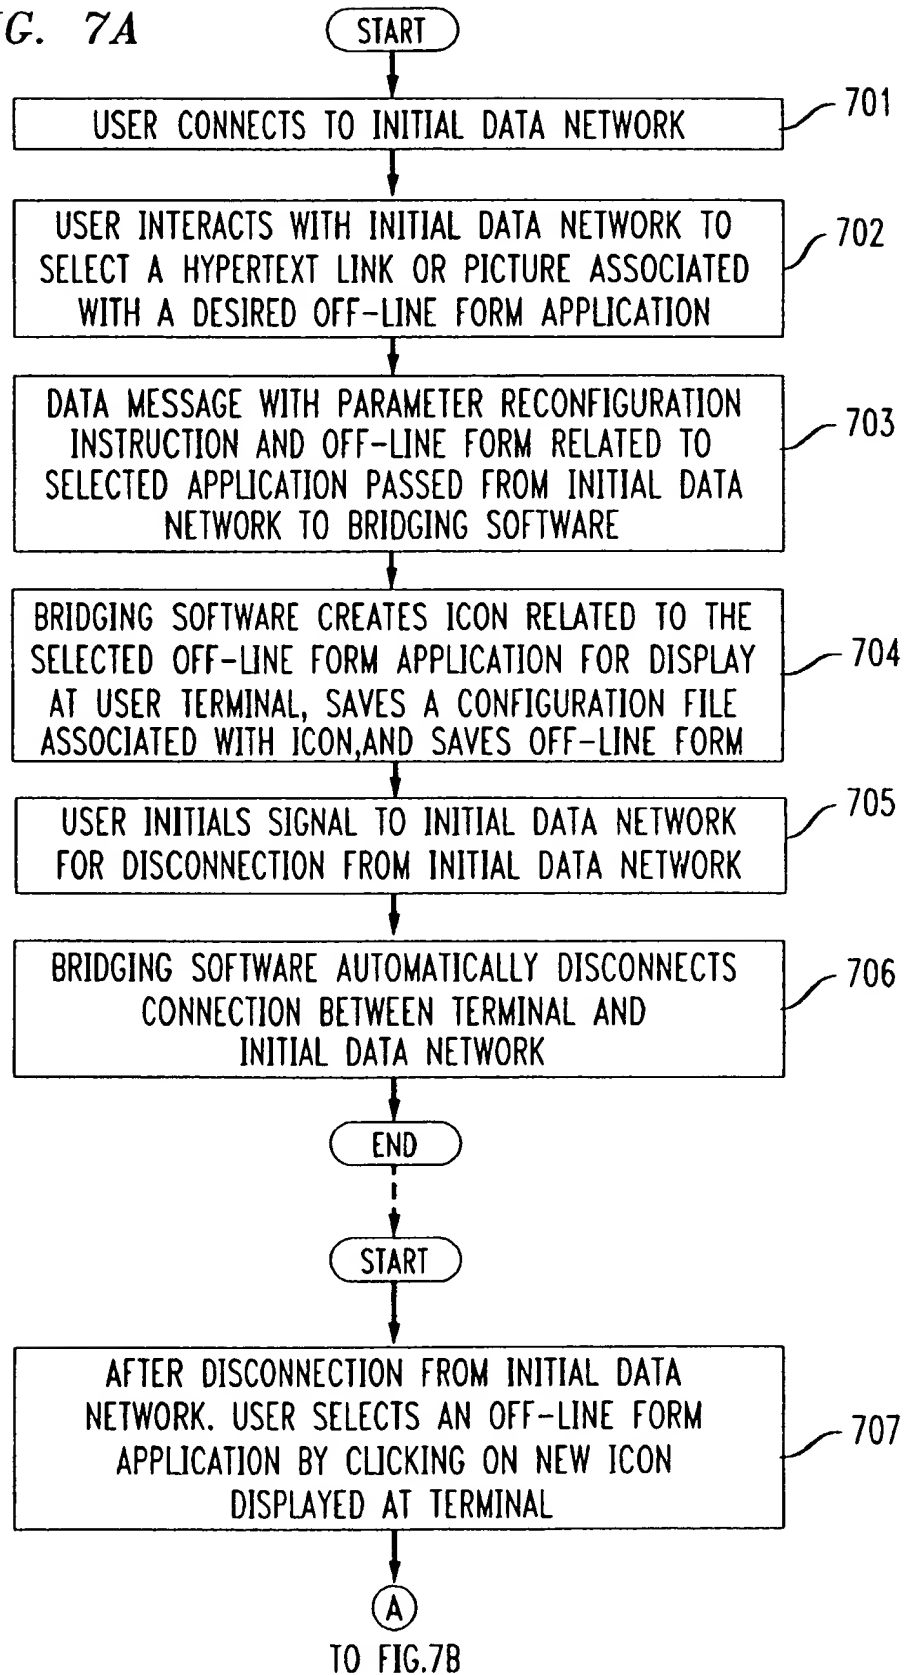 IG. 7A
START
USER CONNECTS TO INITIAL DATA NETWORK
701
USER INTERACTS WITH INITIAL DATA NETWORK TO
SELECT A HYPERTEXT LINK OR PICTURE ASSOCIATED
WITH A DESIRED OFF-LINE FORM APPLICATION
702
DATA MESSAGE WITH PARAMETER RECONFIGURATION
INSTRUCTION AND OFF-LINE FORM RELATED TO
SELECTED APPLICATION PASSED FROM INITIAL DATA
NETWORK TO BRIDGING SOFTWARE
703
BRIDGING SOFTWARE CREATES ICON RELATED TO THE
SELECTED OFF-LINE FORM APPLICATION FOR DISPLAY
AT USER TERMINAL, SAVES A CONFIGURATION FILE
ASSOCIATED WITH ICON,AND SAVES OFF-LINE FORM
704
USER INITIALS SIGNAL TO INITIAL DATA NETWORK
FOR DISCONNECTION FROM INITIAL DATA NETWORK
705
BRIDGING SOFTWARE AUTOMATICALLY DISCONNECTS
CONNECTION BETWEEN TERMINAL AND
INITIAL DATA NETWORK
706
END
START
AFTER DISCONNECTION FROM INITIAL DATA
NETWORK. USER SELECTS AN OFF-LINE FORM
APPLICATION BY CLICKING ON NEW ICON
DISPLAYED AT TERMINAL
707
A
TO FIG.7B